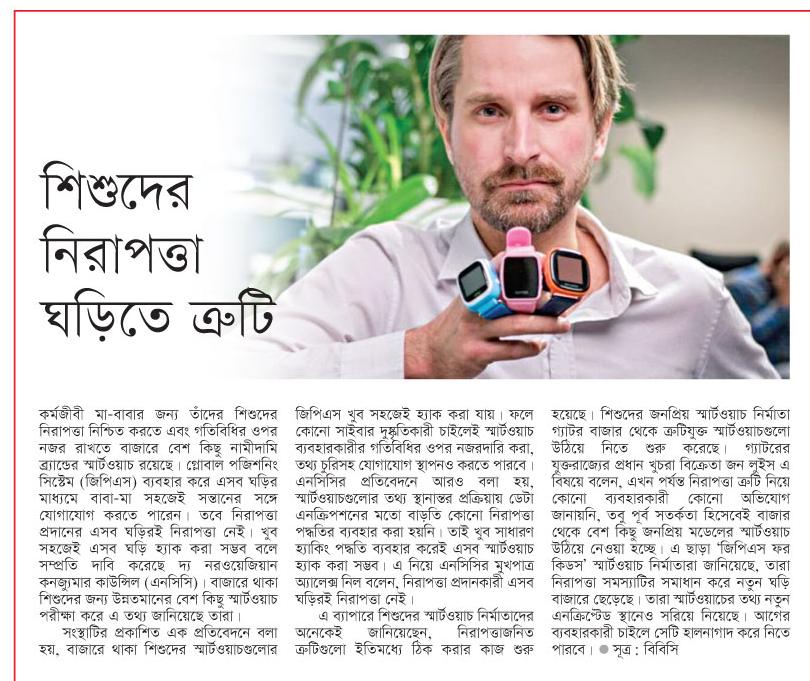 শিশুদের
নিরাপত্তা
ঘড়িতে ত্রুটি
কর্মজীবী মা-বাবার জন্য তাঁদের শিশুদের
নিরাপত্তা নিশ্চিত করতে এবং গতিবিধির ওপর
নজর রাখতে বাজারে বেশ কিছু নামীদামি
ব্র্যান্ডের স্মার্টওয়াচ রয়েছে। গ্লোবাল পজিশনিং
সিস্টেম (জিপিএস) ব্যবহার করে এসব ঘড়ির
মাধ্যমে বাবা-মা সহজেই সন্তানের সঙ্গে
যোগাযোগ করতে পারেন। তবে নিরাপত্তা
প্রদানের এসব ঘড়িরই নিরাপত্তা নেই। খুব
সহজেই এসব ঘড়ি হ্যাক করা সম্ভব বলে
সম্প্রতি দাবি করেছে দ্য নরওয়েজিয়ান
কনজ্যুমার কাউন্সিল (এনসিসি)। বাজারে থাকা
শিশুদের জন্য উন্নতমানের বেশ কিছু স্মার্টওয়াচ
পরীক্ষা করে এ তথ্য জানিয়েছে তারা।
সংস্থাটির প্রকাশিত এক প্রতিবেদনে বলা
হয়, বাজারে থাকা শিশুদের স্মার্টওয়াচগুলোর
জিপিএস খুব সহজেই হ্যাক করা যায়। ফলে
কোনো সাইবার দুষ্কৃতিকারী চাইলেই স্মার্টওয়াচ
ব্যবহারকারীর গতিবিধির ওপর নজরদারি করা,
তথ্য চুরিসহ যোগাযোগ স্থাপনও করতে পারবে।
এনসিসির প্রতিবেদনে আরও বলা হয়,
স্মার্টওয়াচগুলোর তথ্য স্থানান্তর প্রক্রিয়ায় ডেটা
এনক্রিপশনের মতো বাড়তি কোনো নিরাপত্তা
পদ্ধতির ব্যবহার করা হয়নি। তাই খুব সাধারণ
হ্যাকিং পদ্ধতি ব্যবহার করেই এসব স্মার্টওয়াচ
হ্যাক করা সম্ভব। এ নিয়ে এনসিসির মুখপাত্র
অ্যালেক্স নিল বলেন, নিরাপত্তা প্রদানকারী এসব
ঘড়িরই নিরাপত্তা নেই।
এ ব্যাপারে শিশুদের স্মার্টওয়াচ নির্মাতাদের
অনেকেই জানিয়েছেন, নিরাপত্তাজনিত
ত্রুটিগুলো ইতিমধ্যে ঠিক করার কাজ শুরু
হয়েছে। শিশুদের জনপ্রিয় স্মার্টওয়াচ নির্মাতা
গ্যাটর বাজার থেকে ত্রুটিযুক্ত স্মার্টওয়াচগুলো
উঠিয়ে নিতে শুরু করেছে। গ্যাটরের
যুক্তরাজ্যের প্রধান খুচরা বিক্রেতা জন লুইস এ
বিষয়ে বলেন, এখন পর্যন্ত নিরাপত্তা ত্রুটি নিয়ে
কোনো ব্যবহারকারী কোনো অভিযোগ
জানায়নি, তবু পূর্ব সতর্কতা হিসেবেই বাজার
থেকে বেশ কিছু জনপ্রিয় মডেলের স্মার্টওয়াচ
উঠিয়ে নেওয়া হচ্ছে। এ ছাড়া ‘জিপিএস ফর
কিডস’ স্মার্টওয়াচ নির্মাতারা জানিয়েছে, তারা
নিরাপত্তা সমস্যাটির সমাধান করে নতুন ঘড়ি
বাজারে ছেড়েছে। তারা স্মার্টওয়াচের তথ্য নতুন
এনক্রিপ্টেড স্থানেও সরিয়ে নিয়েছে। আগের
ব্যবহারকারী চাইলে সেটি হালনাগাদ করে নিতে
পারবে। ● সূত্র : বিবিসি